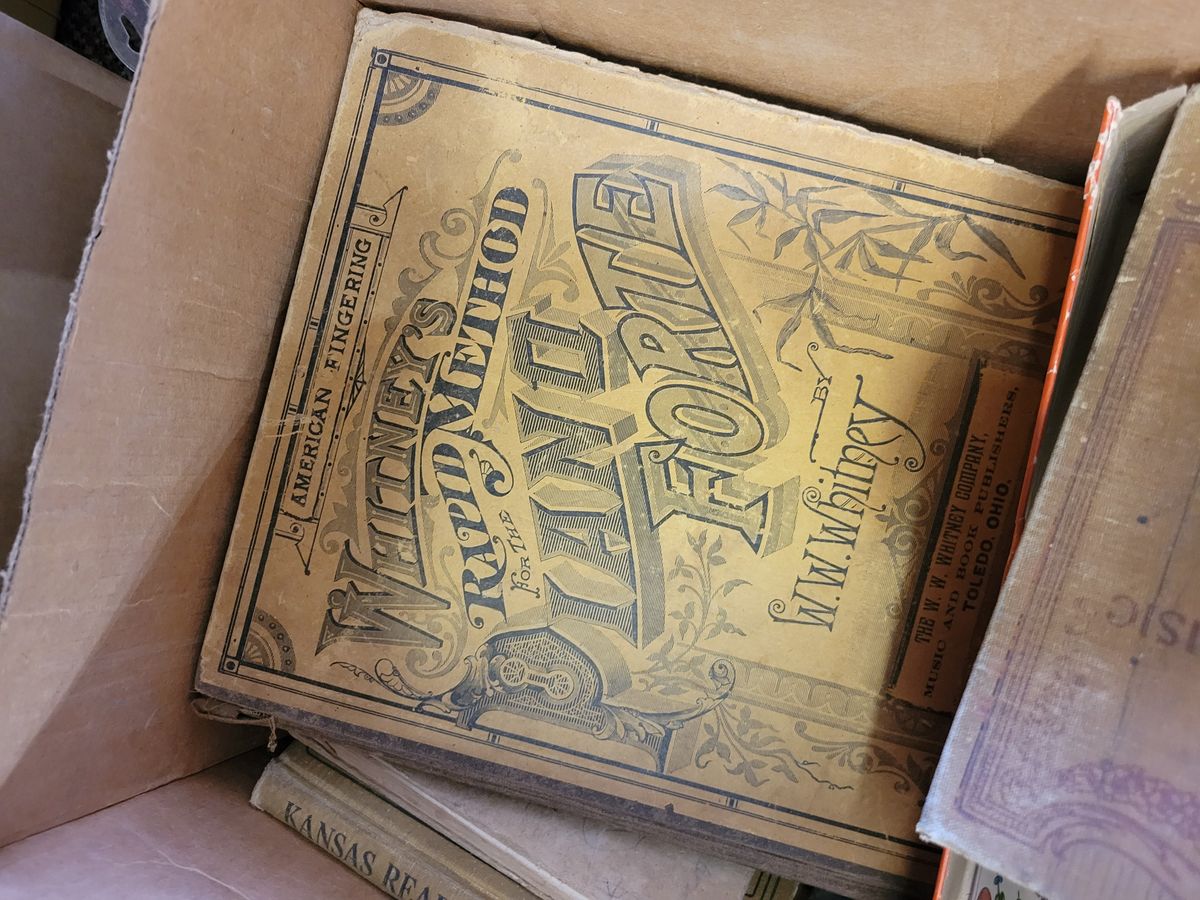 AMERICAN FINGERING
WHITNEY'S
RAPID METHOD
FOR THE
PIANO
FORTE
BY
W.W. Whitney
THE W. W. WHITNEY COMPANY,
MUSIC AND BOOK PUBLISHERS,
TOLEDO, OHIO.
KANSAS